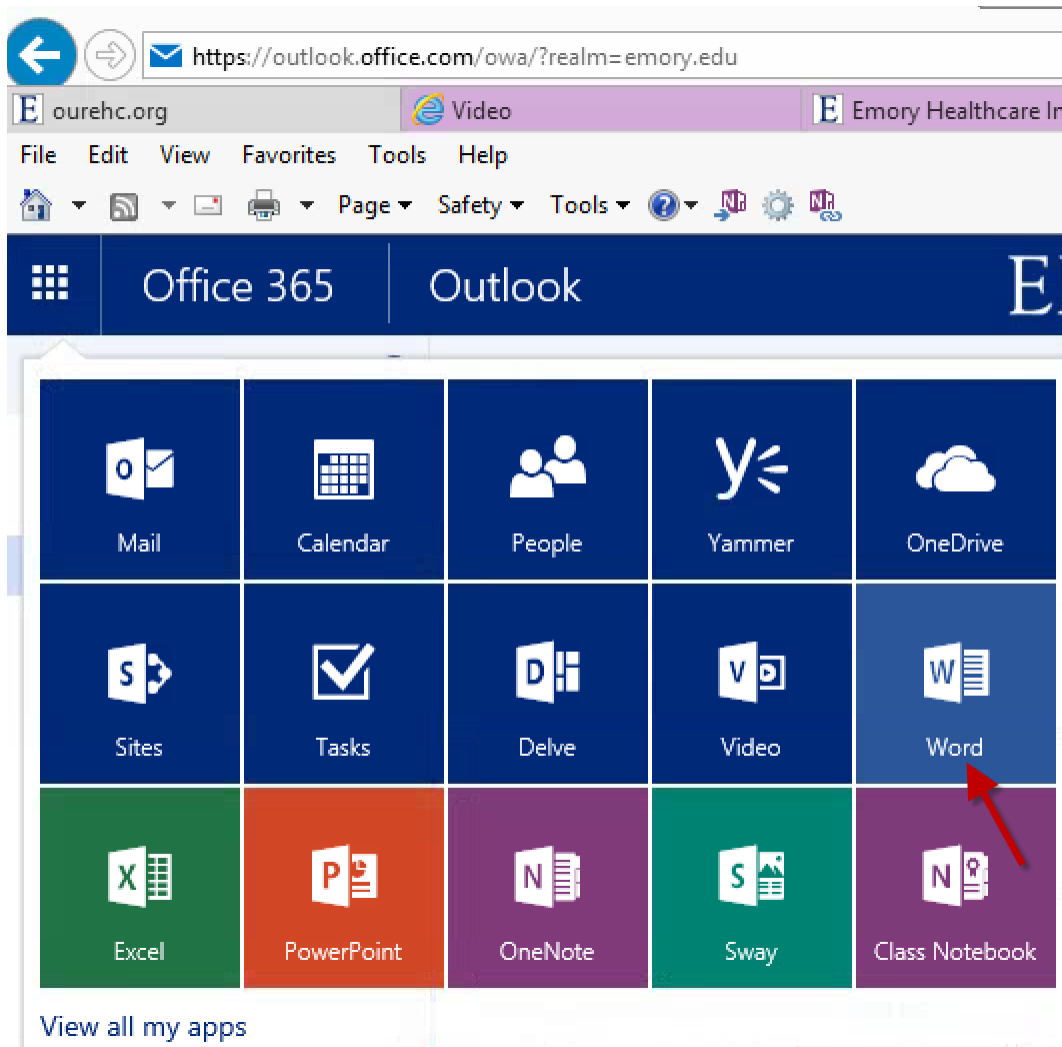 https://outlook.office.com/owa/?realm=emory.edu
E ourehc.org Video E Emory Healthcare
File Edit View Favorites Tools Help
Page Safety Tools
Office 365 Outlook
Mail Calendar People Yammer OneDrive
Sites Tasks Delve Video Word
Excel PowerPoint OneNote Sway Class Notebook
View all my apps